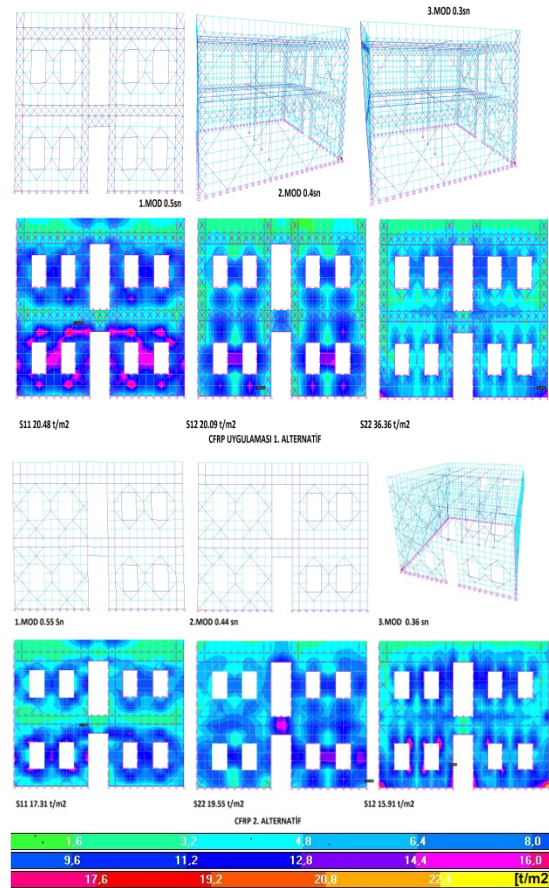 3.MOD 0.3sn
1.MOD 0.5sn
2.MOD 0.4sn
S11 20.48 t/m2
S12 20.09 t/m2
S22 36.36 t/m2
CFRP UYGULAMASI 1. ALTERNATİF
1.MOD 0.55 Sn
2.MOD 0.44 sn
3.MOD 0.36 sn
S11 17.31 t/m2
S22 19.55 t/m2
S12 15.91 t/m2
CFRP 2. ALTERNATİF
1,6 3,2 4,8 6,4 8,0
9,6 11,2 12,8 14,4 16,0
17,6 19,2 20,8 [t/m2